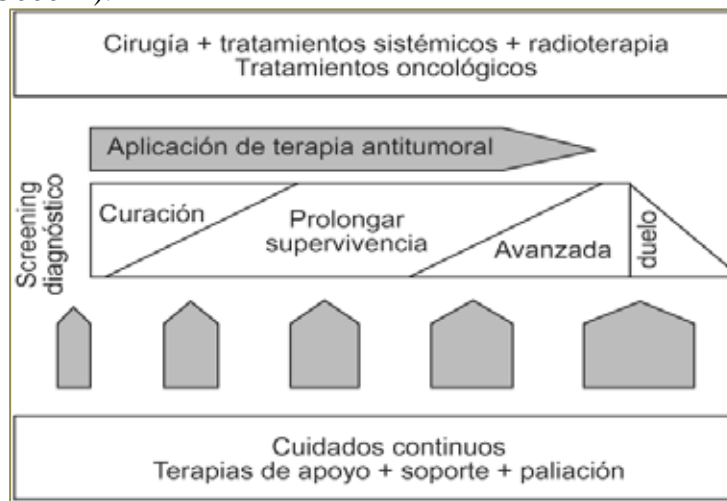 Cirugía + tratamientos sistémicos + radioterapia
Tratamientos oncológicos
Aplicación de terapia antitumoral
Screening
diagnóstico
Curación
Prolongar
supervivencia
Avanzada
duelo
Cuidados continuos
Terapias de apoyo + soporte + paliación